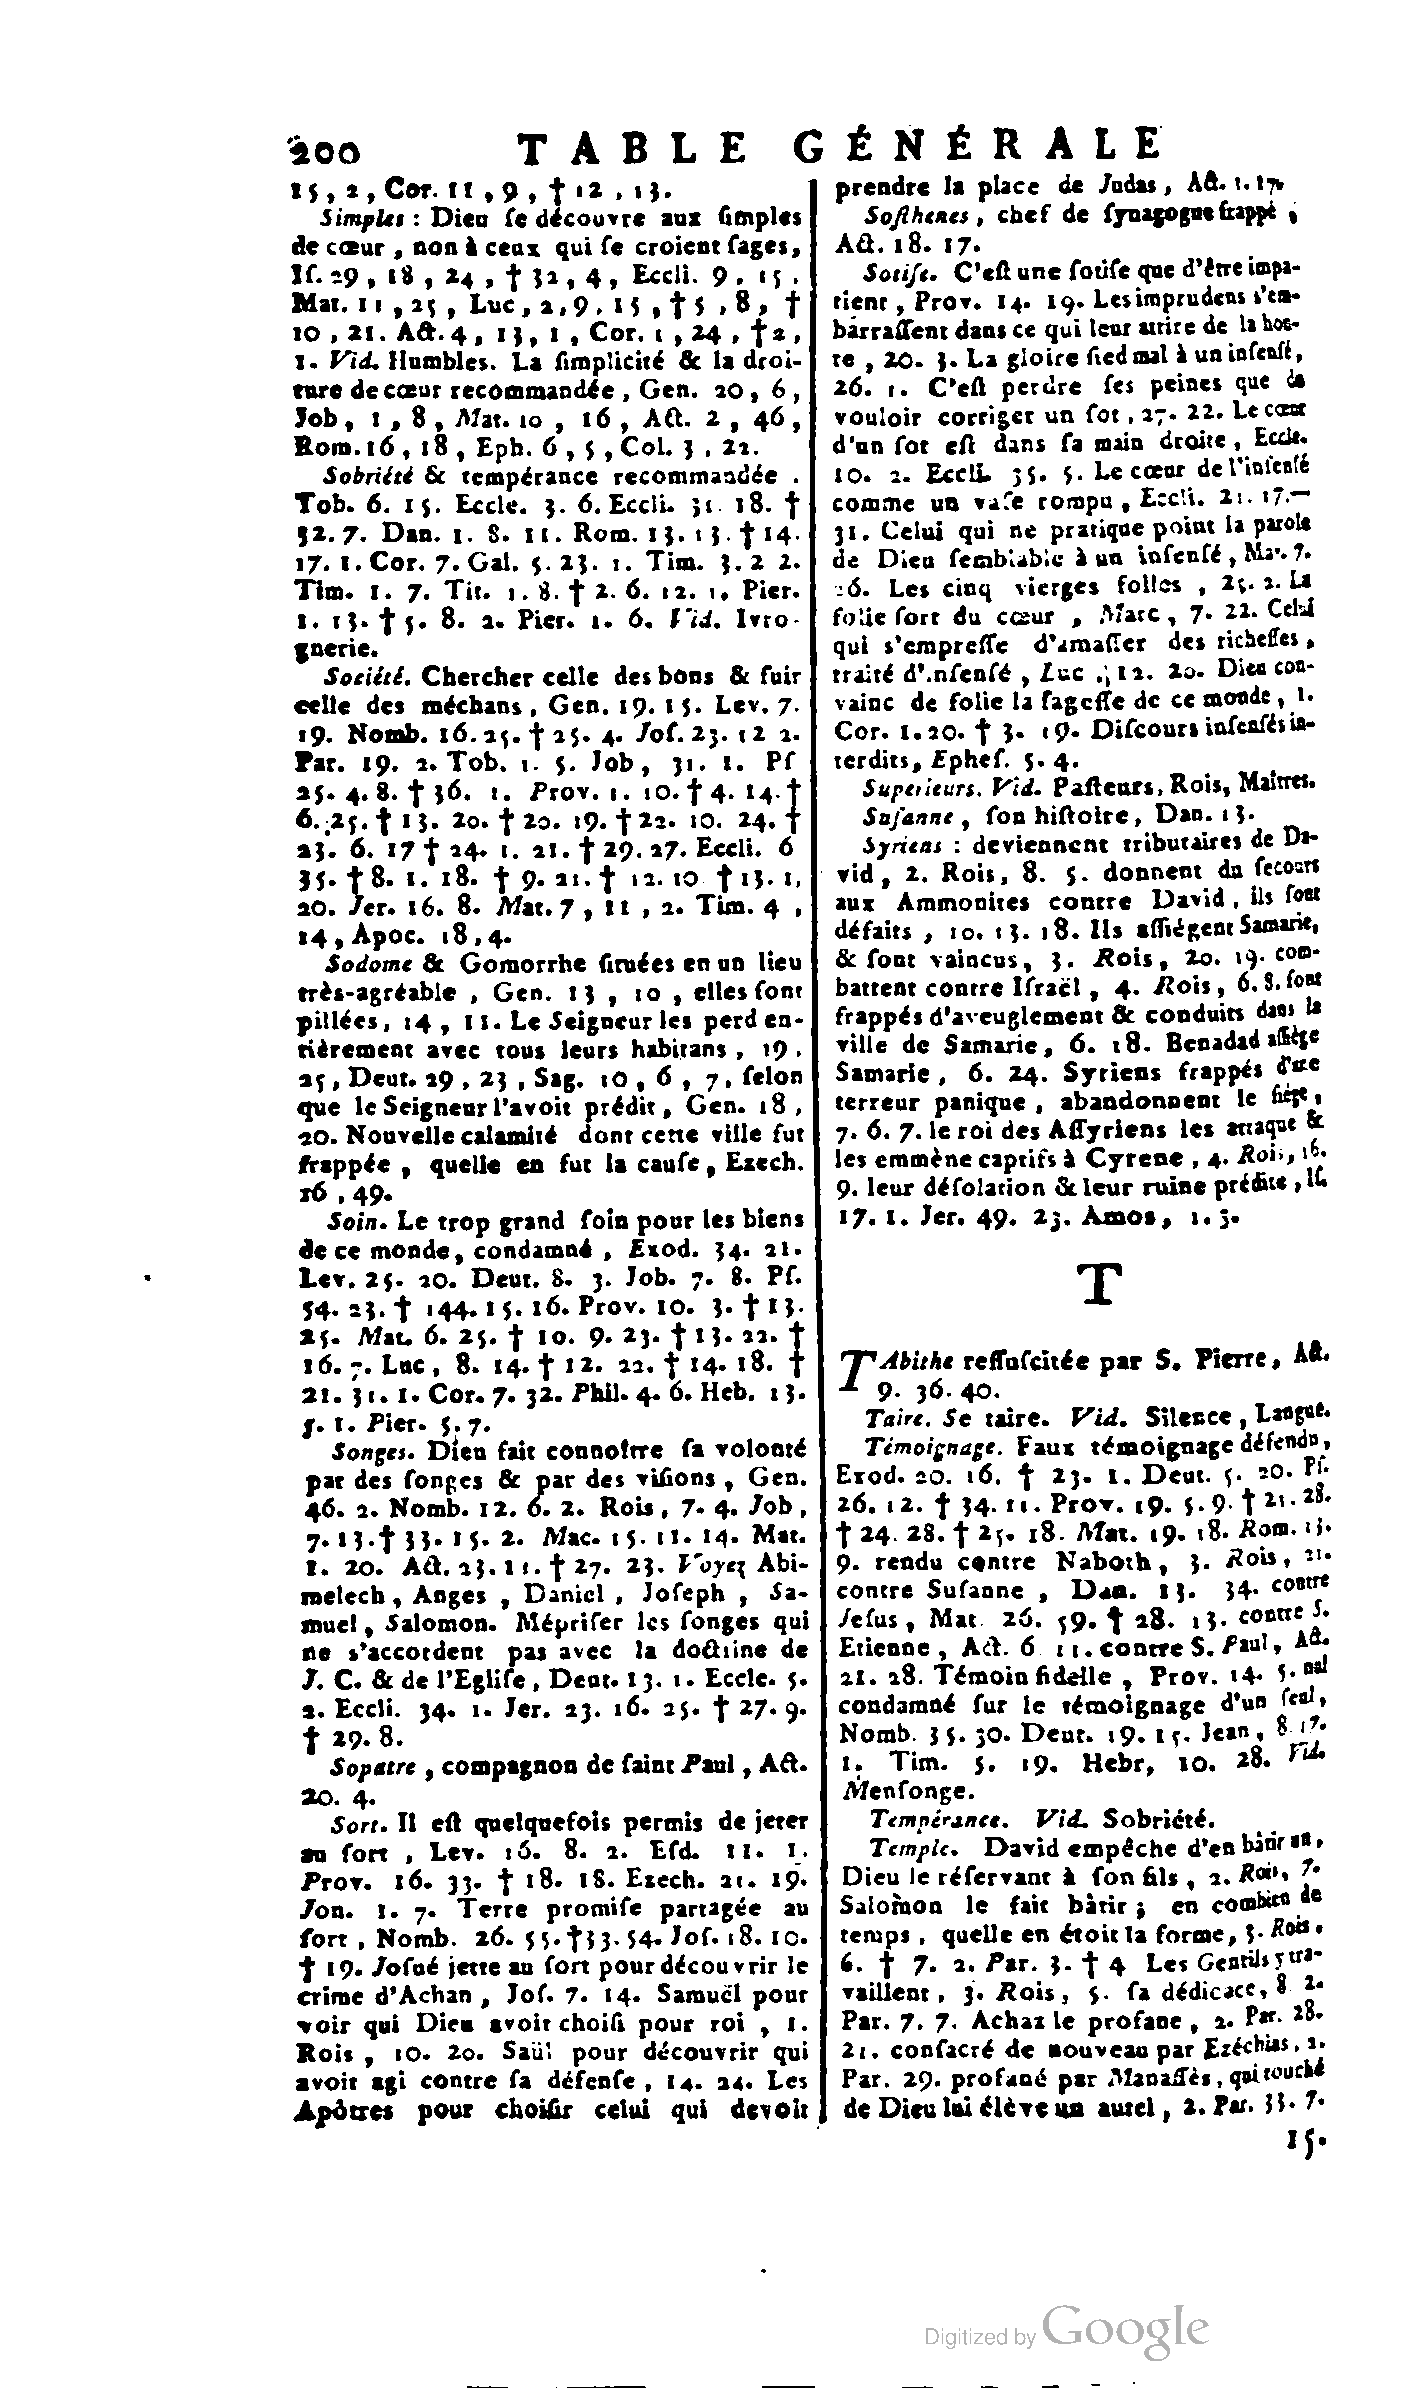 200 TABLE GÉNÉRALE
15, 2, Cor. 11, 9, † 12, 13.
Simples : Dieu ſe découvre aux ſimples
de cœur, non à ceux qui ſe croient ſages,
Iſ. 29, 18, 24, † 32, 4, Eccli. 9, 15,
Mat. 11, 25, Luc, 2, 9, 15, † 5, 8, †
10, 21. Act. 4, 13, 1, Cor. 1, 24, † 2,
1. Vid. Humbles. La ſimplicité & la droi-
ture de cœur recommandée, Gen. 20, 6,
Job, 1, 8, Mat. 10, 16, Act. 2, 46,
Rom. 16, 18, Eph. 6, 5, Col. 3, 22.
Sobriété & tempérance recommandée.
Tob. 6. 15. Eccle. 3. 6. Eccli. 31. 18. †
32. 7. Dan. 1. 8. 11. Rom. 13. 13. † 14.
17. 1. Cor. 7. Gal. 5. 23. 1. Tim. 3. 2 2.
Tim. 1. 7. Tit. 1. 8. † 2. 6. 12. 1. Pier.
1. 13. † 5. 8. 2. Pier. 1. 6. Vid. Ivro-
gnerie.
Société. Chercher celle des bons & fuir
celle des méchans, Gen. 19. 15. Lev. 7.
19. Nomb. 16. 25. † 25. 4. Joſ. 23. 12 2.
Par. 19. 2. Tob. 1. 5. Job, 31. 1. Pſ
25. 4. 8. † 36. 1. Prov. 1. 10. † 4. 14. †
6. 25. † 13. 20. † 20. 19. † 22. 10. 24. †
23. 6. 17 † 24. 1. 21. † 29. 27. Eccli. 6
35. † 8. 1. 18. † 9. 21. † 12. 10 † 13. 1,
20. Jer. 16. 8. Mat. 7, 11, 2. Tim. 4,
14, Apoc. 18, 4.
Sodome & Gomorrhe ſituées en un lieu
très-agréable, Gen. 13, 10, elles ſont
pillées, 14, 11. Le Seigneur les perd en-
tièrement avec tous leurs habitans, 19,
25, Deut. 29, 23, Sag. 10, 6, 7, ſelon
que le Seigneur l'avoit prédit, Gen. 18,
20. Nouvelle calamité dont cette ville fut
frappée, quelle en fut la cauſe, Ezech.
16, 49.
Soin. Le trop grand ſoin pour les biens
de ce monde, condamné, Exod. 34. 21.
Lev. 25. 20. Deut. 8. 3. Job. 7. 8. Pſ.
54. 23. † 144. 15. 16. Prov. 10. 3. † 13.
25. Mat. 6. 25. † 10. 9. 23. † 13. 22. †
16. 7. Luc, 8. 14. † 12. 22. † 14. 18. †
21. 31. 1. Cor. 7. 32. Phil. 4. 6. Heb. 13.
5. 1. Pier. 5. 7.
Songes. Dieu fait connoître ſa volonté
par des ſonges & par des viſions, Gen.
46. 2. Nomb. 12. 6. 2. Rois, 7. 4. Job,
7. 13. † 33. 15. 2. Mac. 15. 11. 14. Mat.
1. 20. Act. 23. 11. † 27. 23. Voyez Abi-
melech, Anges, Daniel, Joſeph, Sa-
muel, Salomon. Mépriſer les ſonges qui
ne s'accordent pas avec la doctrine de
J. C. & de l'Egliſe, Deut. 13. 1. Eccle. 5.
2. Eccli. 34. 1. Jer. 23. 16. 25. † 27. 9.
† 29. 8.
Sopatre, compagnon de ſaint Paul, Act.
20. 4.
Sort. Il eſt quelquefois permis de jeter
au ſort, Lev. 16. 8. 2. Eſd. 11. 1.
Prov. 16. 33. † 18. 18. Ezech. 21. 19.
Jon. 1. 7. Terre promiſe partagée au
ſort, Nomb. 26. 55. † 33. 54. Joſ. 18. 10.
† 19. Joſué jette au ſort pour découvrir le
crime d'Achan, Joſ. 7. 14. Samuël pour
voir qui Dieu avoit choiſi pour roi, 1.
Rois, 10. 20. Saül pour découvrir qui
avoit agi contre ſa défenſe, 14. 24. Les
Apôtres pour choiſir celui qui devoit
prendre la place de Judas, Act. 1. 17.
Soſthenes, chef de ſynagogue frappé,
Act. 18. 17.
Sotiſe. C'eſt une ſotiſe que d'être impa-
tient, Prov. 14. 19. Les imprudens s'em-
barraſſent dans ce qui leur attire de la hon-
te, 20. 3. La gloire ſied mal à un inſenſé,
26. 1. C'eſt perdre ſes peines que de
vouloir corriger un ſot, 27. 22. Le cœur
d'un ſot eſt dans ſa main droite, Eccle.
10. 2. Eccli. 35. 5. Le cœur de l'inſenſé
comme un vaſe rompu, Eccli. 21. 17.—
31. Celui qui ne pratique point la parole
de Dieu ſemblable à un inſenſé, Mat. 7.
26. Les cinq vierges folles, 25. 2. La
folie ſort du cœur, Marc, 7. 22. Celui
qui s'empreſſe d'amaſſer des richeſſes,
traité d'inſenſé, Luc, 12. 20. Dieu con-
vainc de folie la ſageſſe de ce monde, 1.
Cor. 1. 20. † 3. 19. Diſcours inſenſés in-
terdits, Epheſ. 5. 4.
Superieurs. Vid. Paſteurs, Rois, Maîtres.
Suſanne, ſon hiſtoire, Dan. 13.
Syriens : deviennent tributaires de Da-
vid, 2. Rois, 8. 5. donnent du ſecours
aux Ammonites contre David, ils ſont
défaits, 10. 13. 18. Ils aſſiégent Samarie,
& ſont vaincus, 3. Rois, 20. 19. com-
battent contre Iſraël, 4. Rois, 6. 8. ſont
frappés d'aveuglement & conduits dans la
ville de Samarie, 6. 18. Benadad aſſiége
Samarie, 6. 24. Syriens frappés d'une
terreur panique, abandonnent le ſiége,
7. 6. 7. le roi des Aſſyriens les attaque &
les emmène captifs à Cyrene, 4. Rois, 16.
9. leur déſolation & leur ruine prédite, Iſ.
17. 1. Jer. 49. 23. Amos, 1. 3.
T
TAbithe reſſuſcitée par S. Pierre, Act.
9. 36. 40.
Taire. Se taire. Vid. Silence, Langue.
Témoignage. Faux témoignage défendu,
Exod. 20. 16. † 23. 1. Deut. 5. 20. Pſ.
26. 12. † 34. 11. Prov. 19. 5. 9. † 21. 28.
† 24. 28. † 25. 18. Mat. 19. 18. Rom. 13.
9. rendu contre Naboth, 3. Rois, 21.
contre Suſanne, Dan. 13. 34. contre
Jeſus, Mat. 26. 59. † 28. 13. contre S.
Etienne, Act. 6 11. contre S. Paul, Act.
21. 28. Témoin fidelle, Prov. 14. 5. nul
condamné ſur le témoignage d'un ſeul,
Nomb. 35. 30. Deut. 19. 15. Jean, 8. 17.
1. Tim. 5. 19. Hebr, 10. 28. Vid.
Menſonge.
Tempérance. Vid. Sobriété.
Temple. David empêche d'en bâtir un,
Dieu le réſervant à ſon fils, 2. Rois, 7.
Salomon le fait bâtir ; en combien de
temps, quelle en étoit la forme, 3. Rois.
6. † 7. 2. Par. 3. † 4 Les Gentils y tra-
vaillent, 3. Rois, 5. ſa dédicace, 8 2.
Par. 7. 7. Achaz le profane, 2. Par. 28.
21. conſacré de nouveau par Ezéchias, 2.
Par. 29. profané par Manaſſès, qui touché
de Dieu lui élève un autel, 2. Par. 33. 7.
15.
Digitized by Google